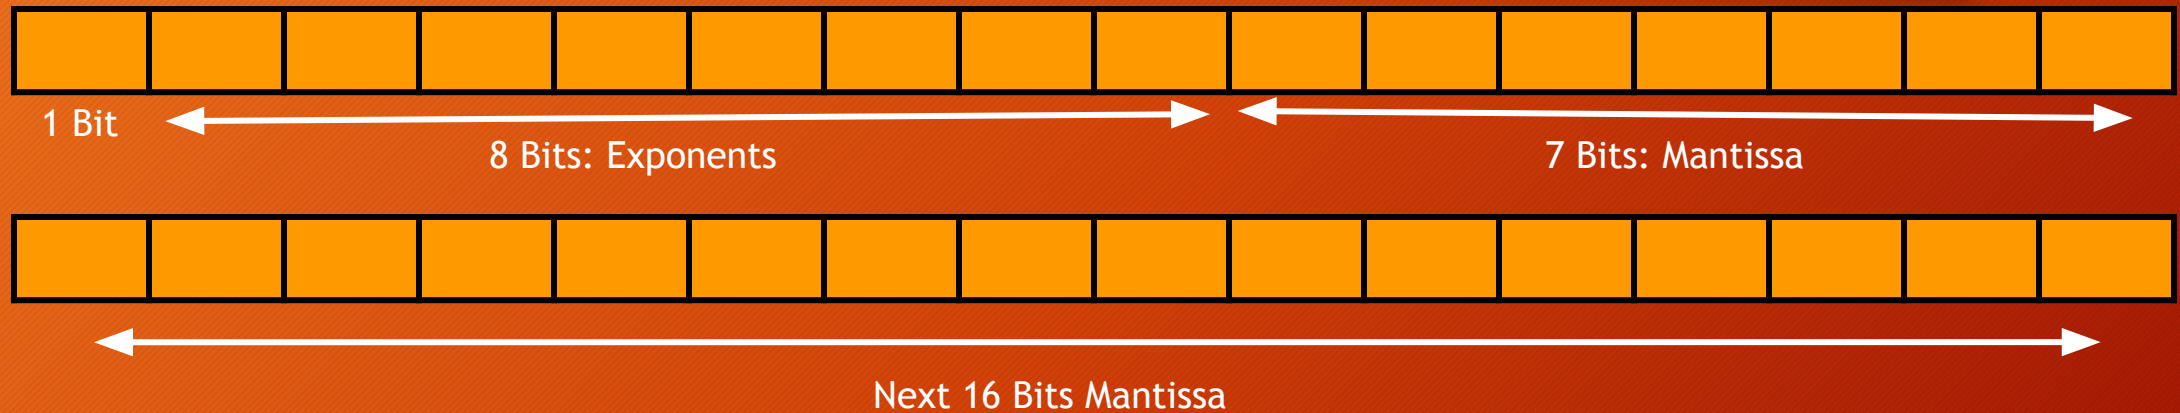 1 Bit
8 Bits: Exponents
7 Bits: Mantissa
Next 16 Bits Mantissa